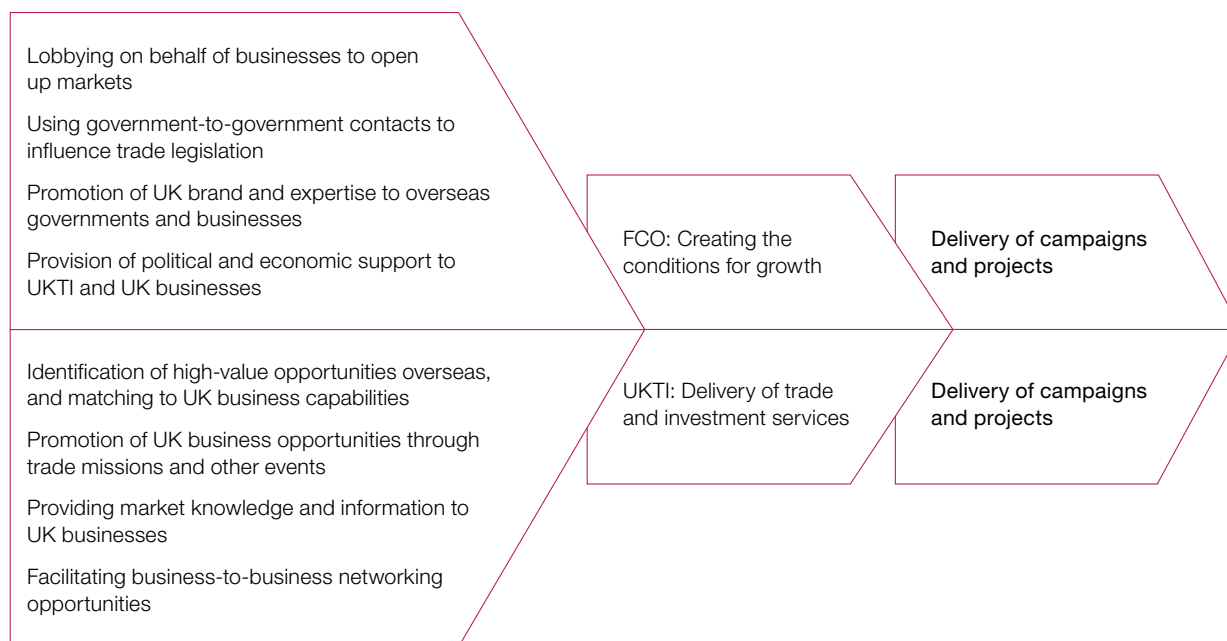 Lobbying on behalf of businesses to open
up markets
Using government-to-government contacts to
influence trade legislation
Promotion of UK brand and expertise to overseas
governments and businesses
Provision of political and economic support to
UKTI and UK businesses
FCO: Creating the
conditions for growth
Delivery of campaigns
and projects
Identification of high-value opportunities overseas,
and matching to UK business capabilities
Promotion of UK business opportunities through
trade missions and other events
Providing market knowledge and information to
UK businesses
Facilitating business-to-business networking
opportunities
UKTI: Delivery of trade
and investment services
Delivery of campaigns
and projects